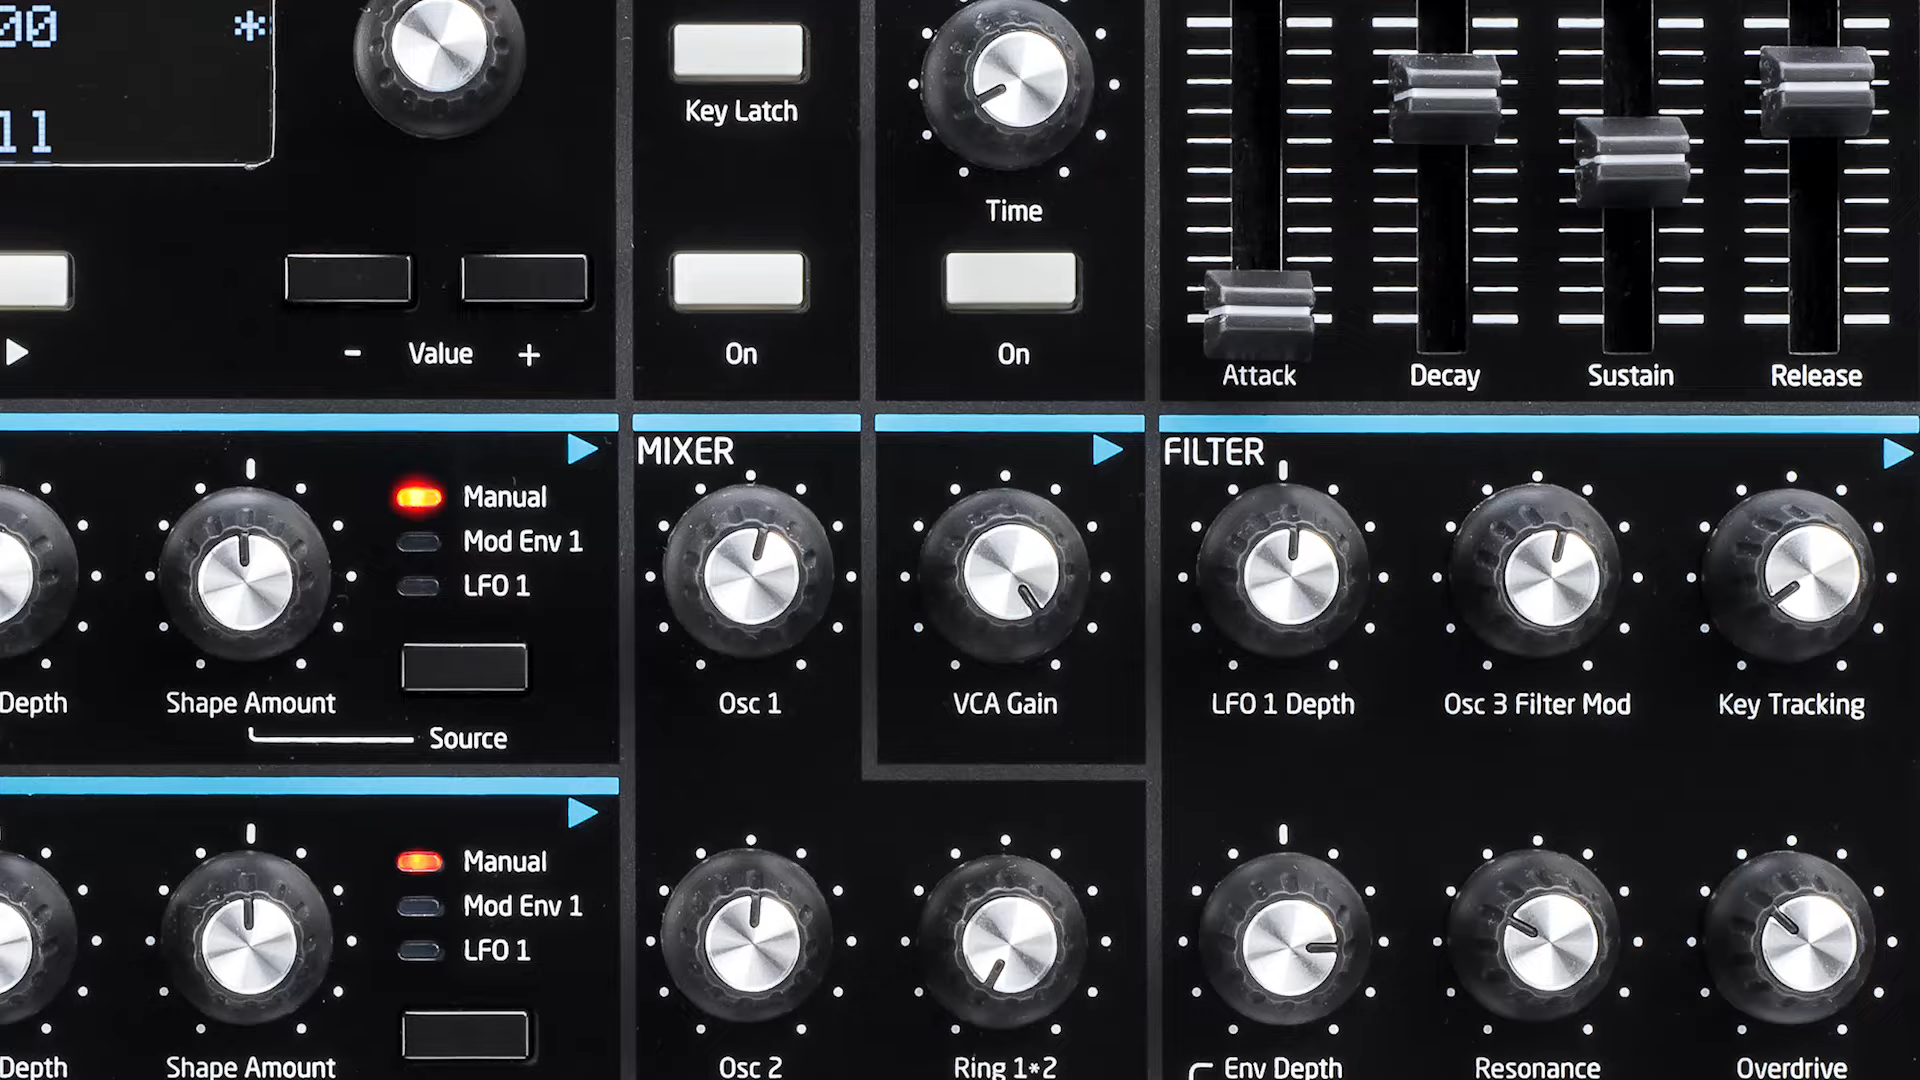 00 *
Key Latch
11
Time
- Value +
On
On
Attack
Decay
Sustain
Release
MIXER
FILTER
Manual
Mod Env 1
LFO 1
Depth
Shape Amount
Source
Osc 1
VCA Gain
LFO 1 Depth
Osc 3 Filter Mod
Key Tracking
Manual
Mod Env 1
LFO 1
Depth
Shape Amount
Osc 2
Ring 1*2
Env Depth
Resonance
Overdrive